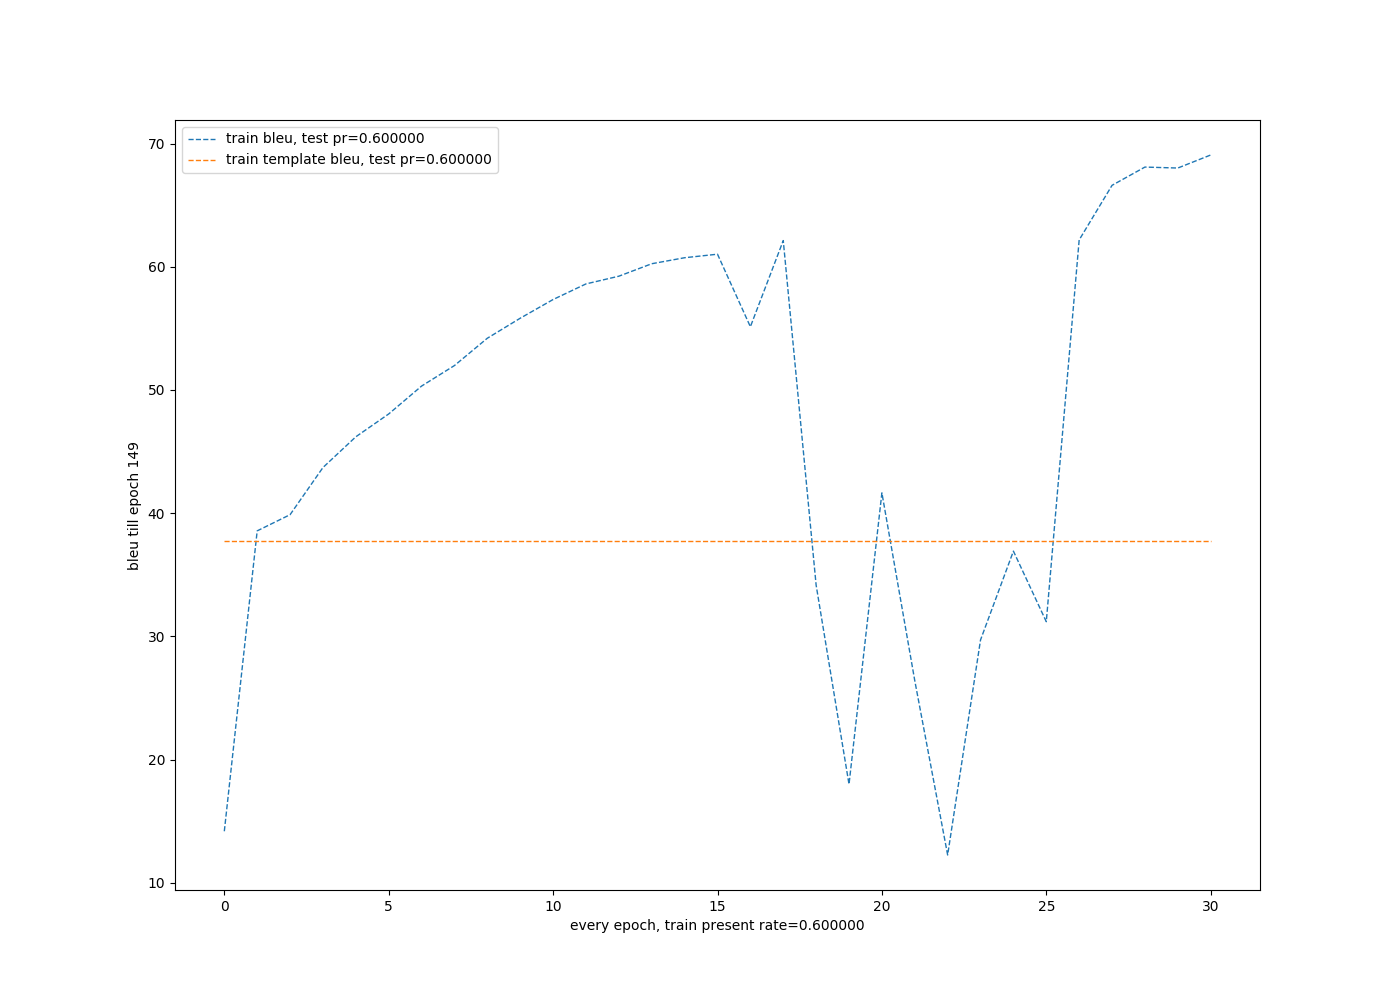 train bleu, test pr=0.600000
train template bleu, test pr=0.600000
70
60
50
40
30
20
10
bleu till epoch 149
0 5 10 15 20 25 30
every epoch, train present rate=0.600000